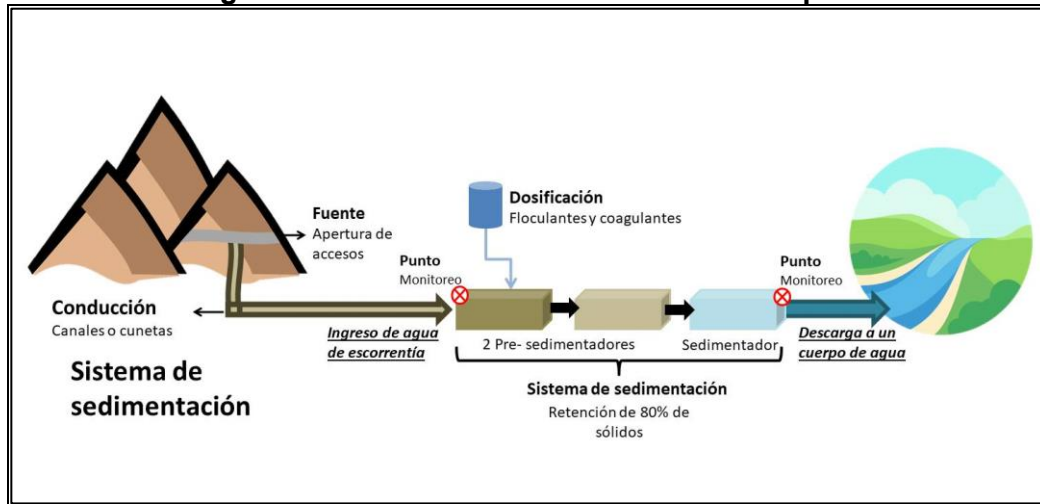 Fuente
Apertura de
accesos
Conducción
Canales o cunetas
Sistema de
sedimentación
Dosificación
Floculantes y coagulantes
Punto
Monitoreo
Ingreso de agua
de escorrentía
2 Pre- sedimentadores
Sedimentador
Punto
Monitoreo
Descarga a un
cuerpo de agua
Sistema de sedimentación
Retención de 80% de
sólidos